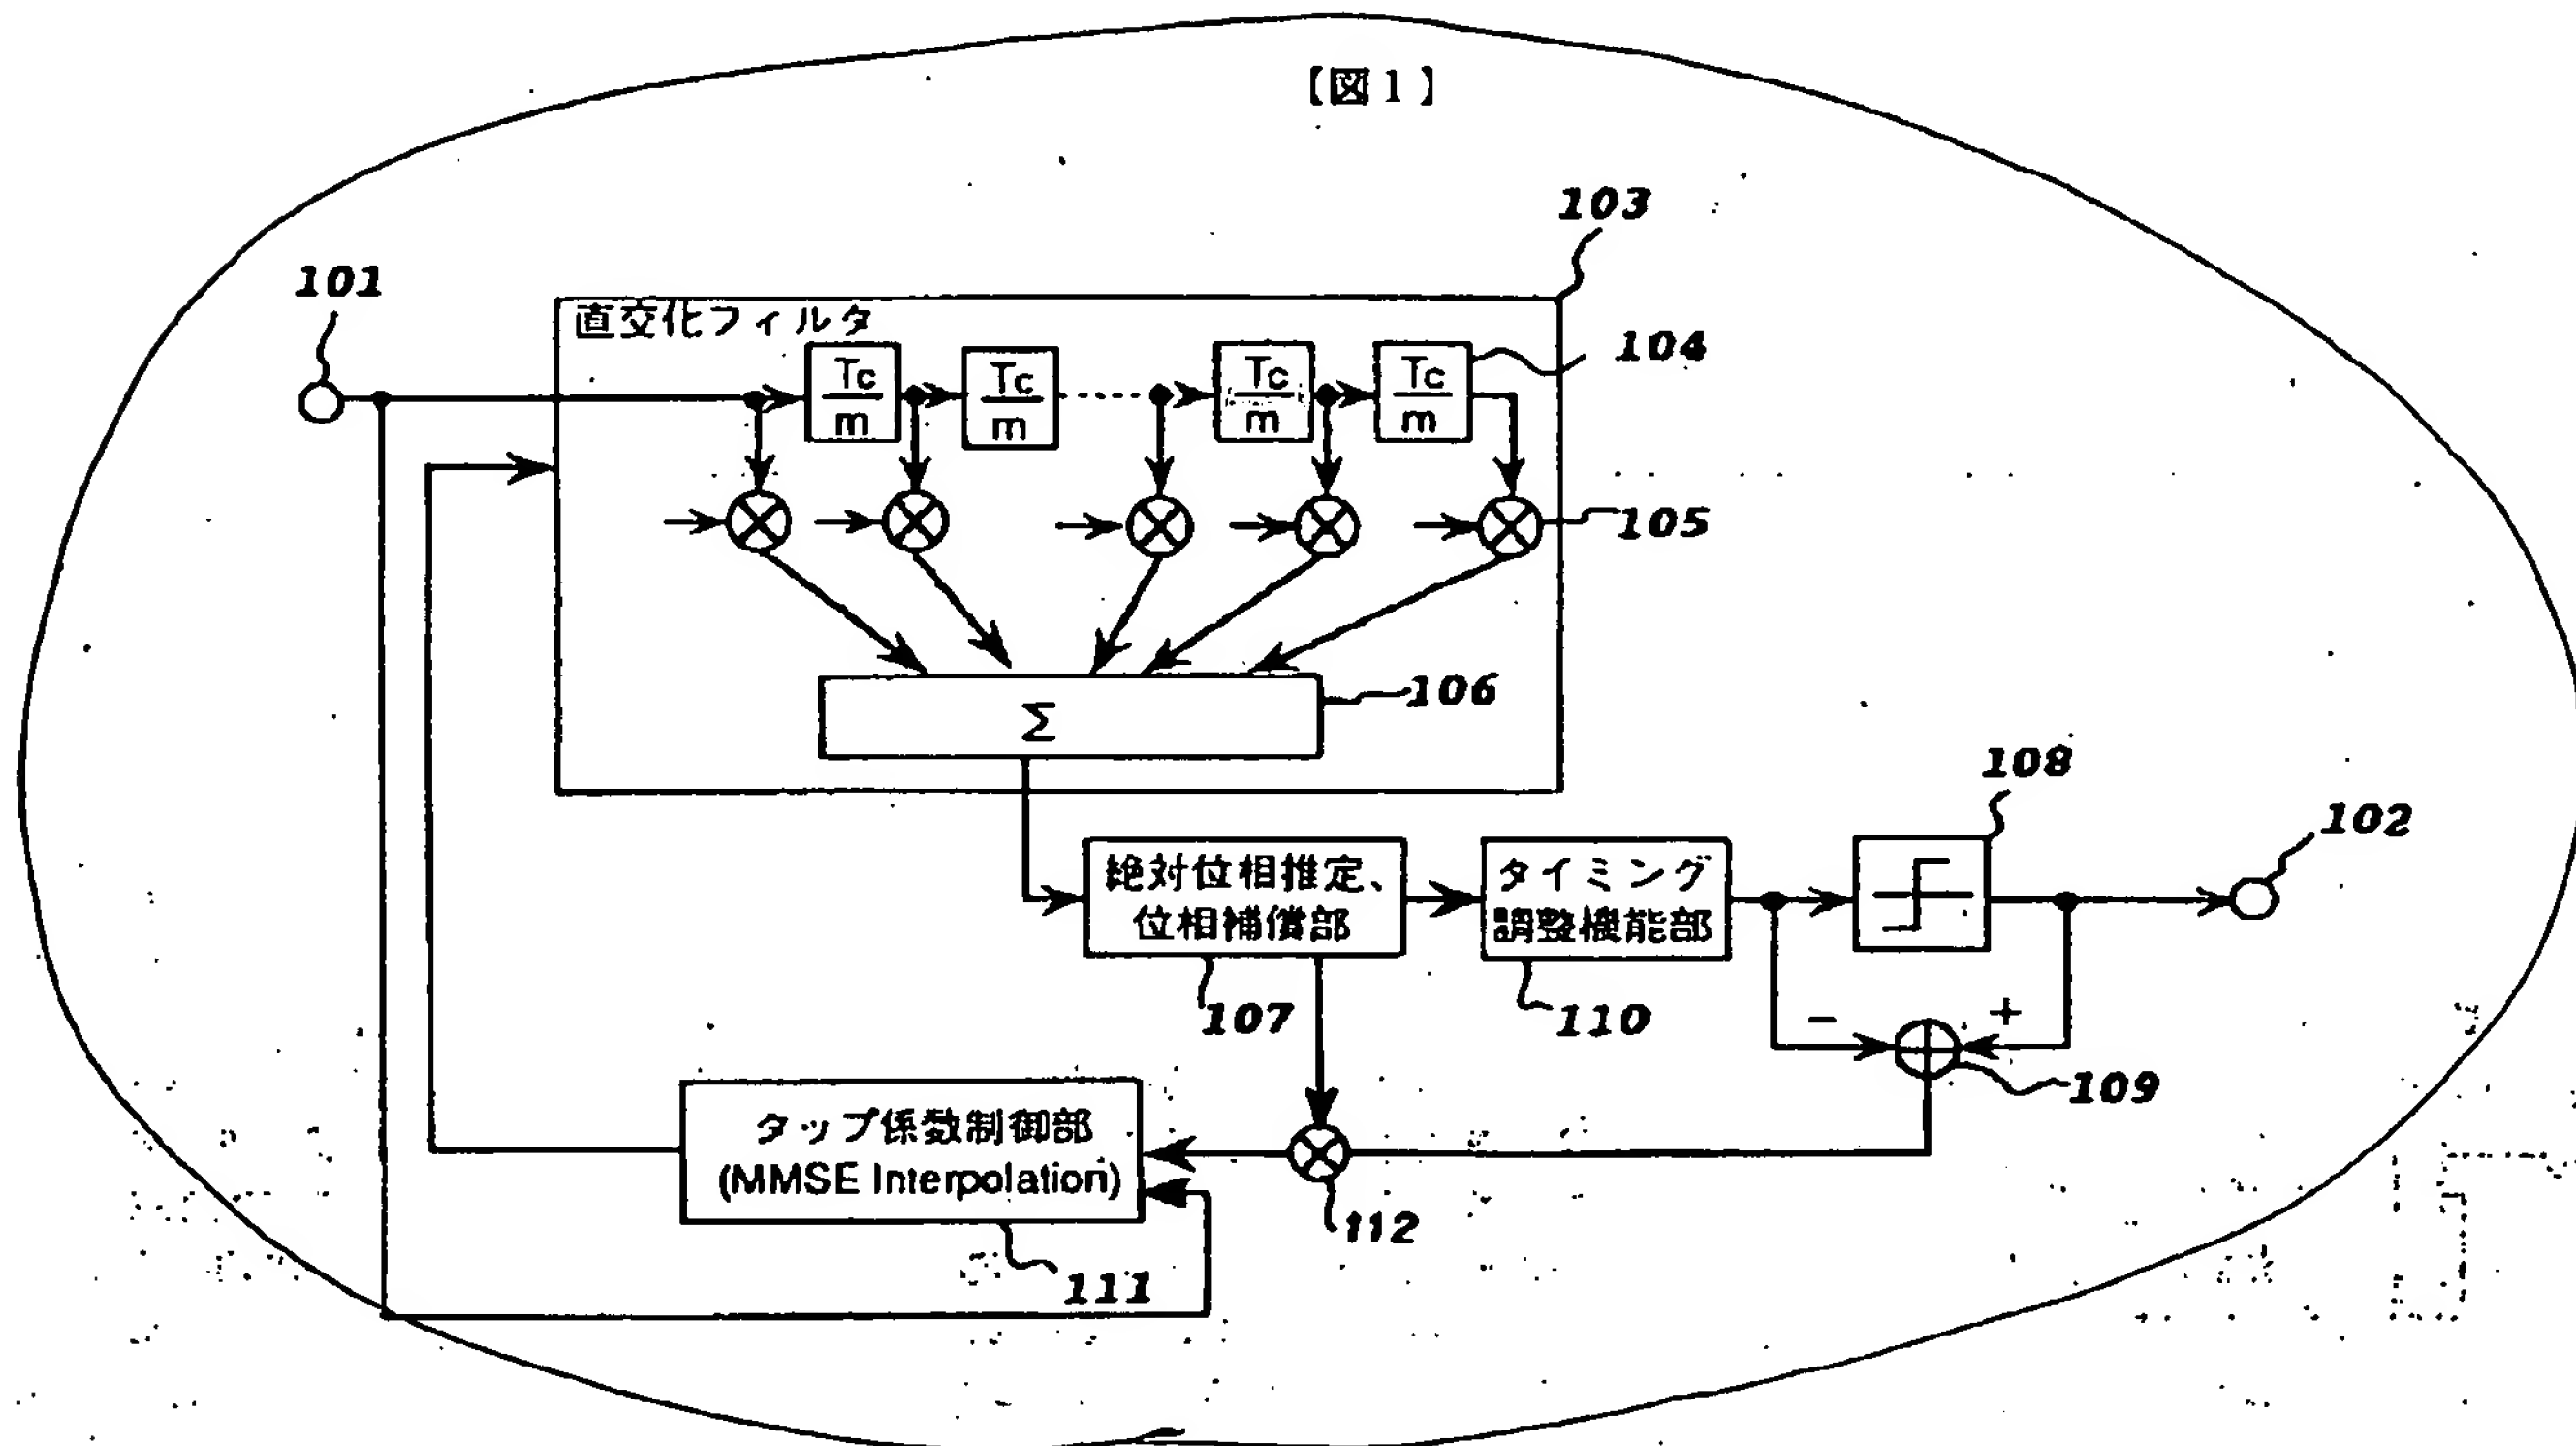 【図1】
103
101
直交化フィルタ
104
Tc
m
Tc
m
Tc
m
Tc
m
105
106
Σ
108
102
絶対位相推定、
位相補償部
タイミング
調整機能部
107
110
−
+
109
タップ係数制御部
(MMSE Interpolation)
112
111